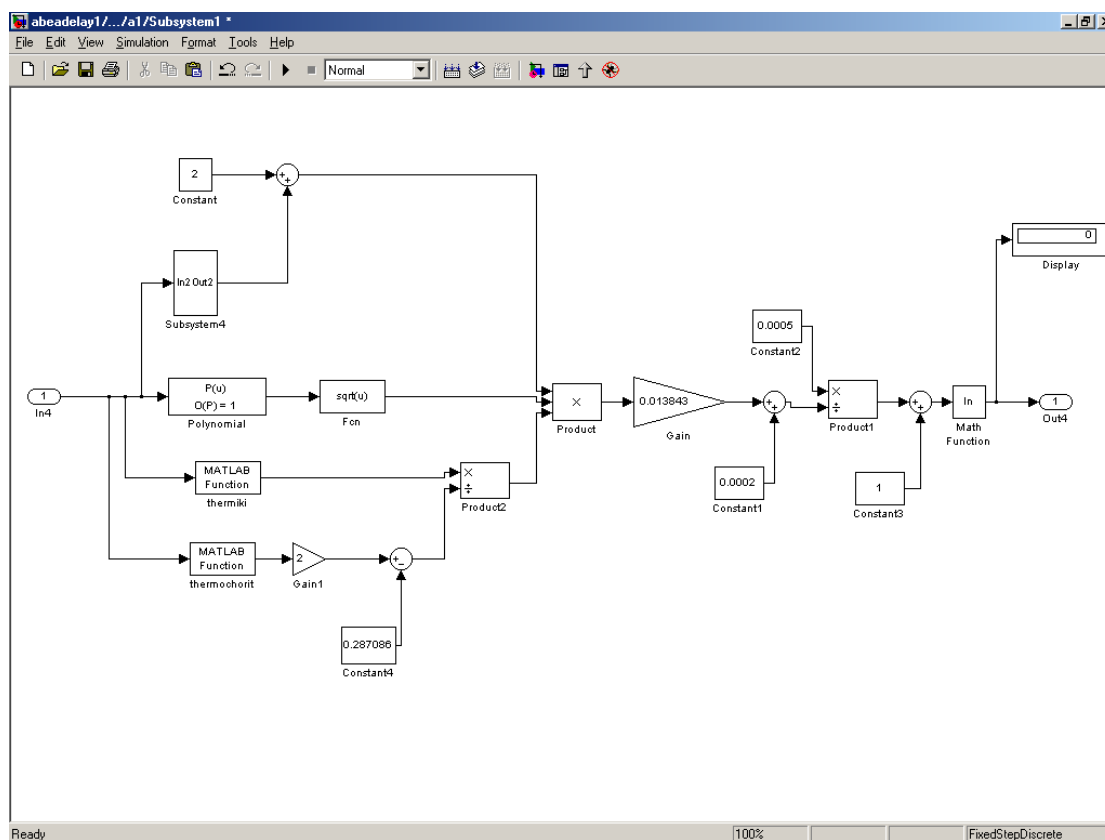 abeadelay1/.../a1/Subsystem1 *
File Edit View Simulation Format Tools Help
Normal
2
Constant
In2 Out2
Subsystem4
0
Display
0.0005
Constant2
1
In4
P(u)
O(P) = 1
Polynomial
sqrt(u)
Fcn
×
Product
0.013843
Gain
×
÷
Product1
ln
Math
Function
1
Out4
MATLAB
Function
thermiki
×
÷
Product2
0.0002
Constant1
1
Constant3
MATLAB
Function
thermochorit
2
Gain1
0.287086
Constant4
Ready 100% FixedStepDiscrete